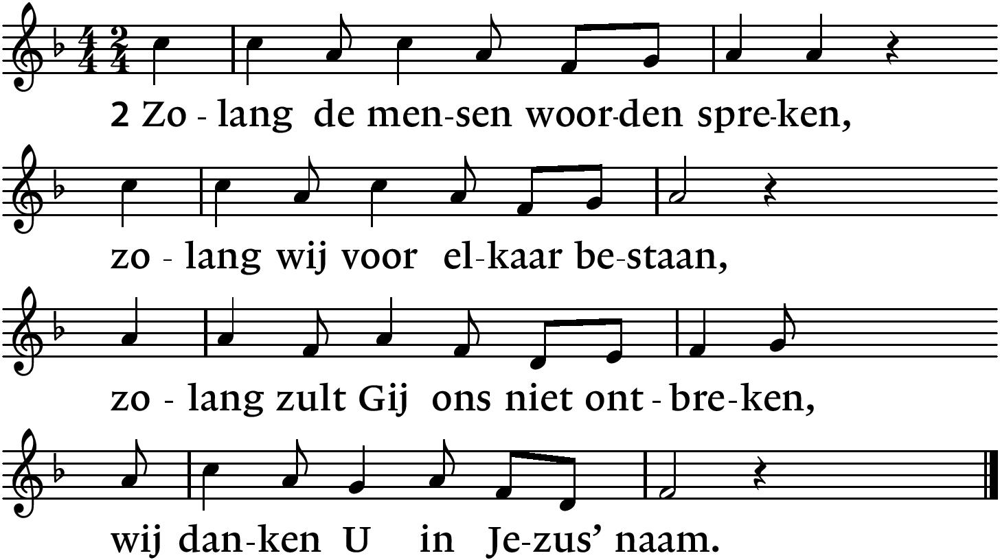 2 Zo - lang de men-sen woor-den spre-ken,
zo - lang wij voor el-kaar be-staan,
zo - lang zult Gij ons niet ont - bre-ken,
wij dan-ken U in Je-zus’ naam.